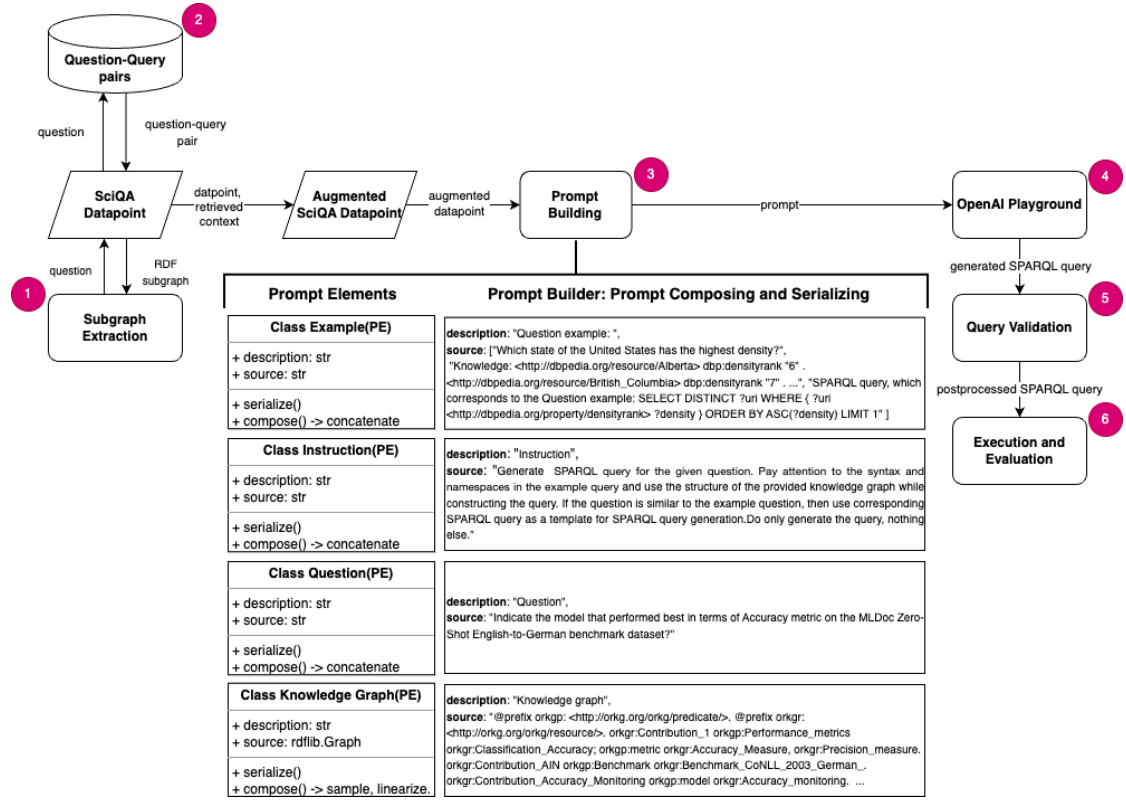 2
Question-Query
pairs
question
question-query
pair
3
4
SciQA
Datapoint
datpoint,
retrieved
context
Augmented
SciQA Datapoint
augmented
datapoint
Prompt
Building
prompt
OpenAI Playground
question
RDF
subgraph
generated SPARQL query
1
Subgraph
Extraction
5
Query Validation
postprocessed SPARQL query
6
Execution and
Evaluation
Prompt Elements
Prompt Builder: Prompt Composing and Serializing
Class Example(PE)
+ description: str
+ source: str
+ serialize()
+ compose() -> concatenate
description: "Question example: ",
source: ["Which state of the United States has the highest density?",
"Knowledge: <http://dbpedia.org/resource/Alberta> dbp:densityrank "6" .
<http://dbpedia.org/resource/British_Columbia> dbp:densityrank "7" . ...", "SPARQL query, which
corresponds to the Question example: SELECT DISTINCT ?uri WHERE { ?uri
<http://dbpedia.org/property/densityrank> ?density } ORDER BY ASC(?density) LIMIT 1" ]
Class Instruction(PE)
+ description: str
+ source: str
+ serialize()
+ compose() -> concatenate
description: "Instruction",
source: "Generate SPARQL query for the given question. Pay attention to the syntax and
namespaces in the example query and use the structure of the provided knowledge graph while
constructing the query. If the question is similar to the example question, then use corresponding
SPARQL query as a template for SPARQL query generation.Do only generate the query, nothing
else."
Class Question(PE)
+ description: str
+ source: str
+ serialize()
+ compose() -> concatenate
description: "Question",
source: "Indicate the model that performed best in terms of Accuracy metric on the MLDoc Zero-
Shot English-to-German benchmark dataset?"
Class Knowledge Graph(PE)
+ description: str
+ source: rdflib.Graph
+ serialize()
+ compose() -> sample, linearize.
description: "Knowledge graph",
source: "@prefix orkgp: <http://orkg.org/orkg/predicate/>. @prefix orkgr:
<http://orkg.org/orkg/resource/>. orkgr:Contribution_1 orkgp:Performance_metrics
orkgr:Classification_Accuracy; orkgp:metric orkgr:Accuracy_Measure, orkgr:Precision_measure.
orkgr:Contribution_AIN orkgp:Benchmark orkgr:Benchmark_CoNLL_2003_German_.
orkgr:Contribution_Accuracy_Monitoring orkgp:model orkgr:Accuracy_monitoring. ...